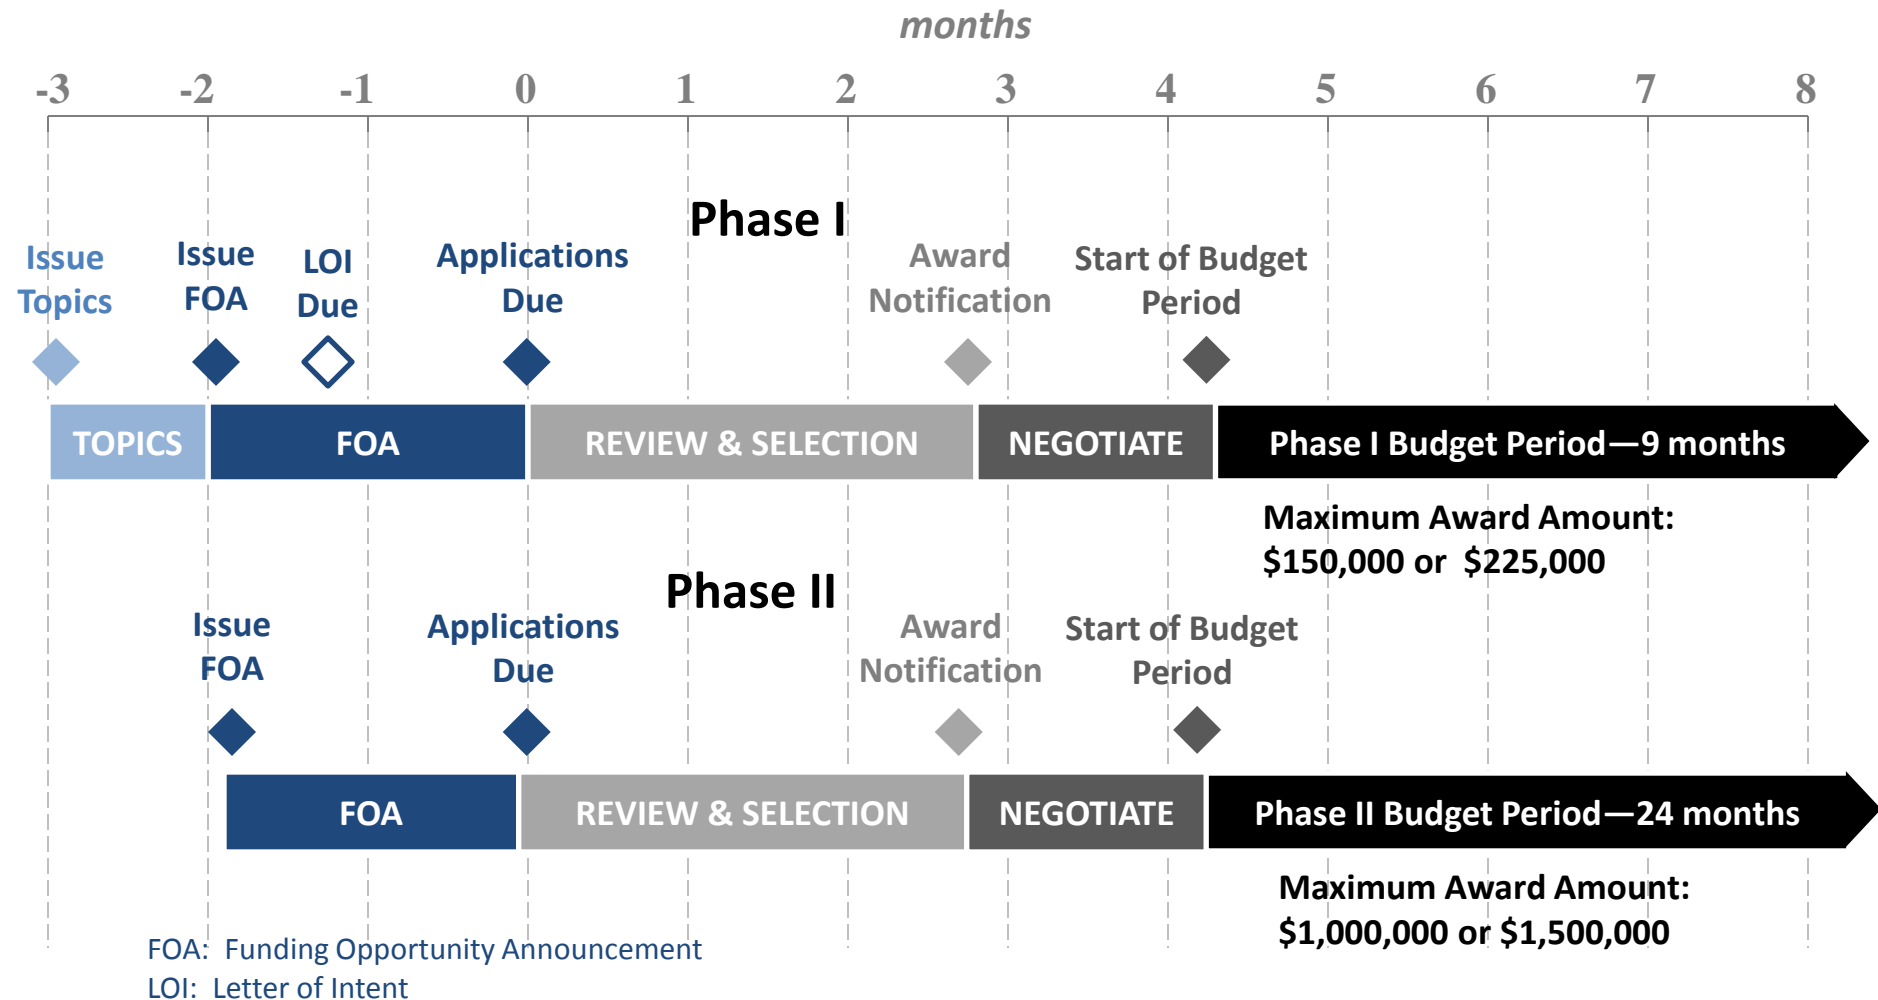 months
-3 -2 -1 0 1 2 3 4 5 6 7 8
Phase I
Issue
Topics
Issue
FOA
LOI
Due
Applications
Due
Award
Notification
Start of Budget
Period
TOPICS
FOA
REVIEW & SELECTION
NEGOTIATE
Phase I Budget Period—9 months
Maximum Award Amount:
$150,000 or $225,000
Phase II
Issue
FOA
Applications
Due
Award
Notification
Start of Budget
Period
FOA
REVIEW & SELECTION
NEGOTIATE
Phase II Budget Period—24 months
Maximum Award Amount:
$1,000,000 or $1,500,000
FOA: Funding Opportunity Announcement
LOI: Letter of Intent